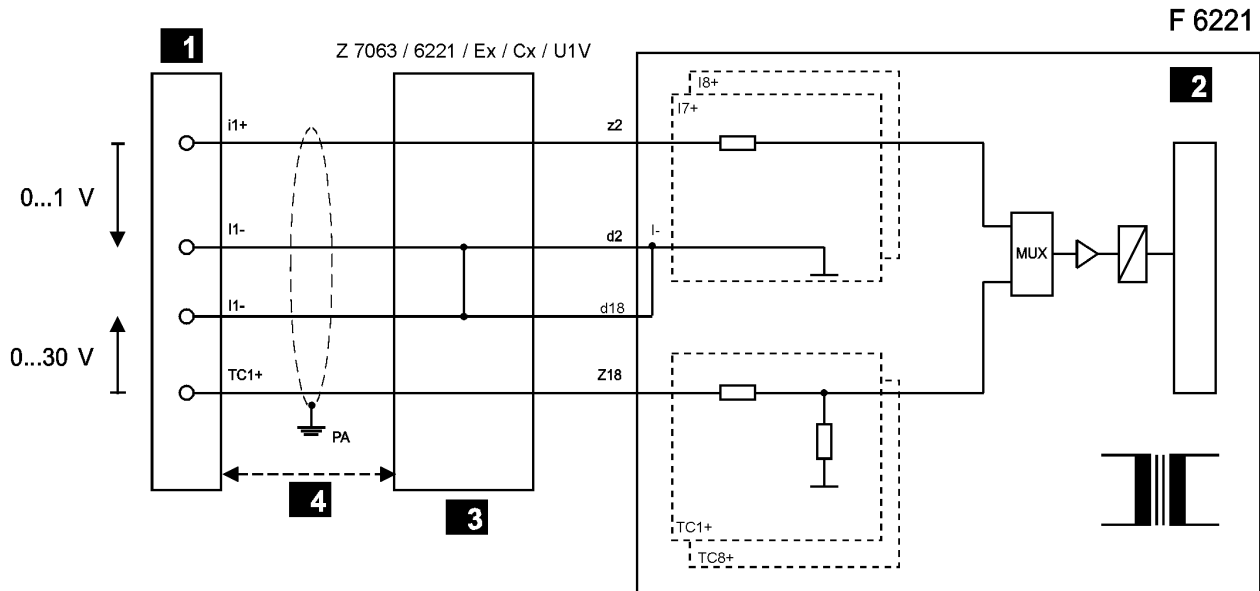 F 6221
1
Z 7063 / 6221 / Ex / Cx / U1V
2
I8+
I7+
i1+
z2
0...1 V
I1-
d2
I-
MUX
I1-
d18
0...30 V
TC1+
Z18
PA
4
3
TC1+
TC8+